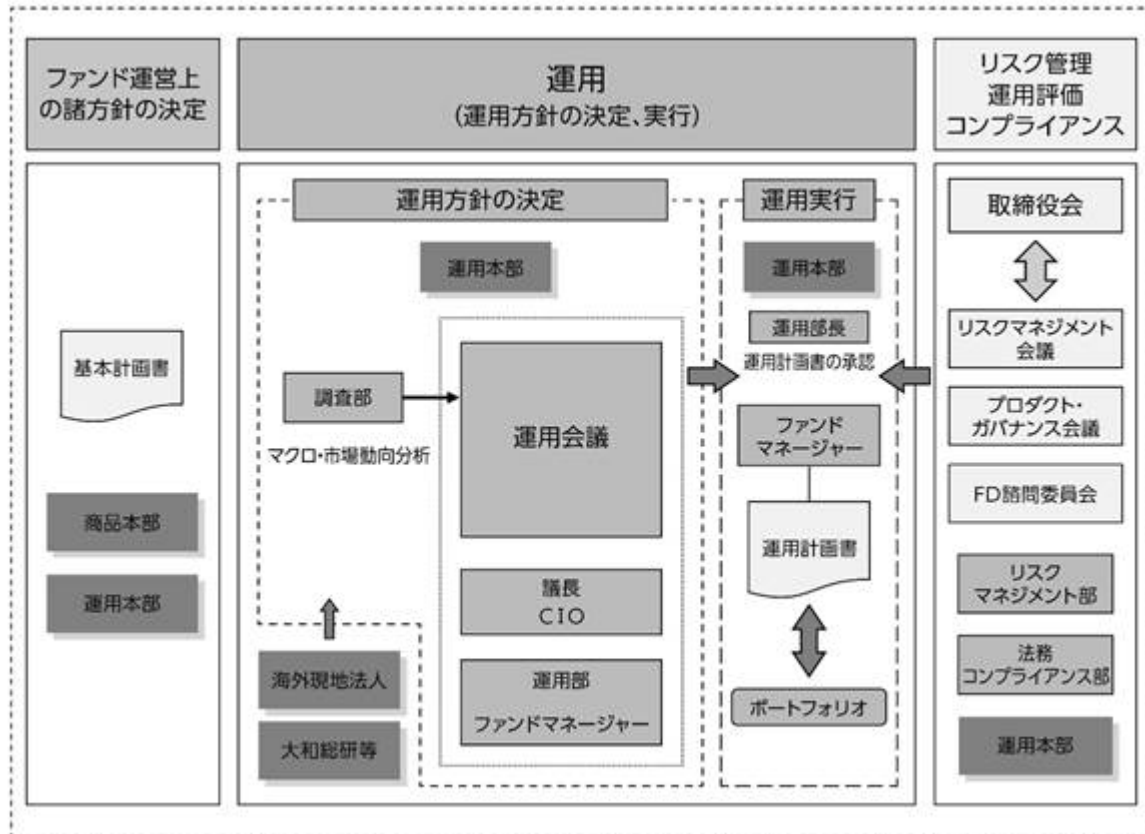 ファンド運営上
の諸方針の決定
運用
(運用方針の決定、実行)
リスク管理
運用評価
コンプライアンス
基本計画書
商品本部
運用本部
運用方針の決定
運用本部
調査部
マクロ・市場動向分析
運用会議
議長
CIO
運用部
ファンドマネージャー
海外現地法人
大和総研等
運用実行
運用本部
運用部長
運用計画書の承認
ファンド
マネージャー
運用計画書
ポートフォリオ
取締役会
リスクマネジメント
会議
プロダクト・
ガバナンス会議
FD諮問委員会
リスク
マネジメント部
法務
コンプライアンス部
運用本部